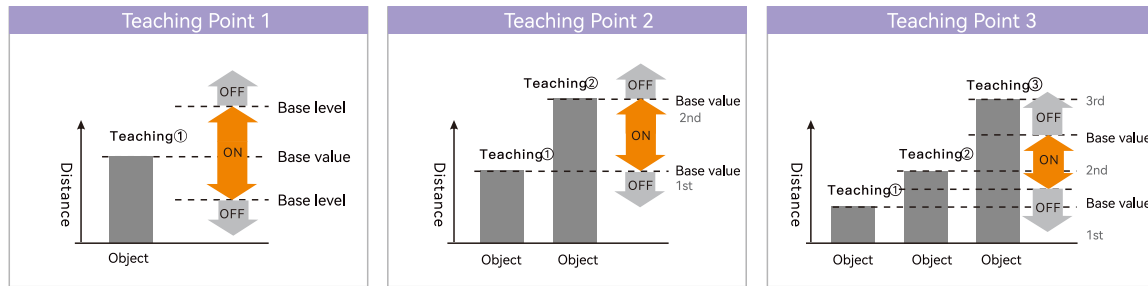 Teaching Point 1
OFF
Base level
Teaching①
ON
Base value
Distance
OFF
Base level
Object
Teaching Point 2
Teaching②
OFF
Base value
2nd
ON
Teaching①
Distance
Base value
OFF
1st
Object
Object
Teaching Point 3
Teaching③
3rd
OFF
Base value
Teaching②
ON
2nd
Distance
Teaching①
OFF
Base value
1st
Object
Object
Object